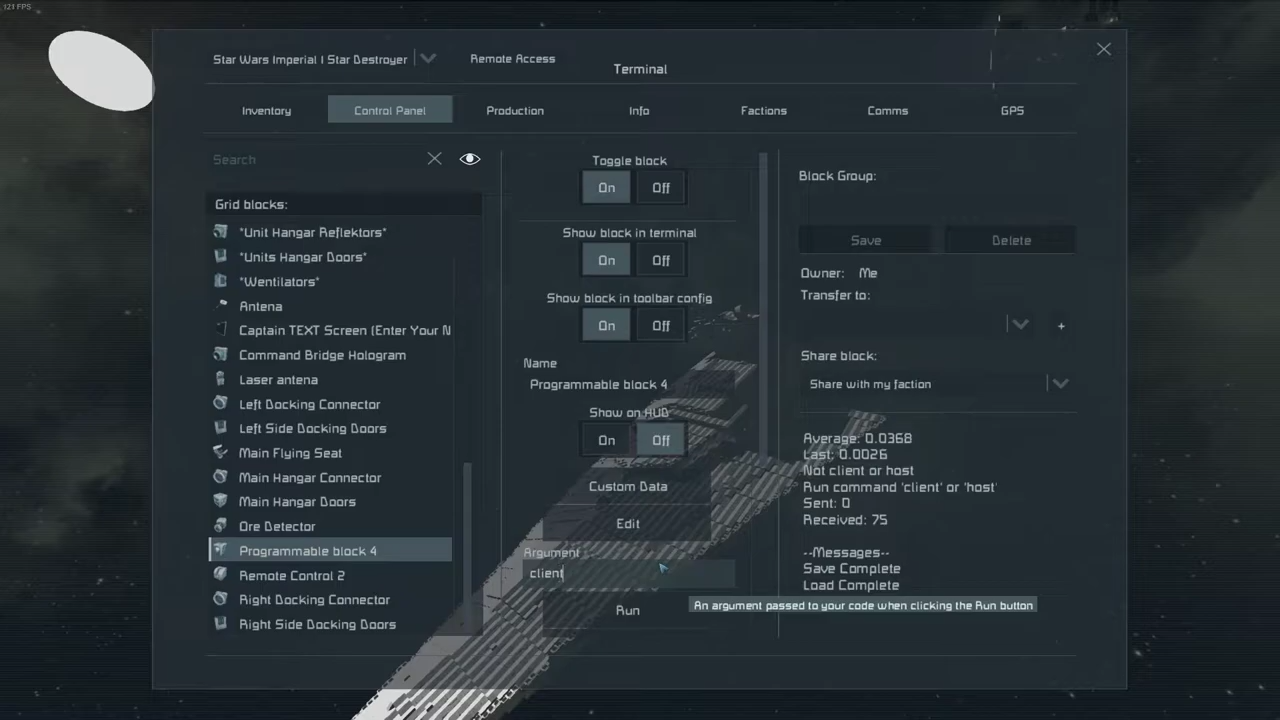 121 FPS
Star Wars Imperial I Star Destroyer
Remote Access
Terminal
Inventory
Control Panel
Production
Info
Factions
Comms
GPS
Search
Grid blocks:
*Unit Hangar Reflektors*
*Units Hangar Doors*
*Wentilators*
Antena
Captain TEXT Screen (Enter Your N
Command Bridge Hologram
Laser antena
Left Docking Connector
Left Side Docking Doors
Main Flying Seat
Main Hangar Connector
Main Hangar Doors
Ore Detector
Programmable block 4
Remote Control 2
Right Docking Connector
Right Side Docking Doors
Toggle block
On Off
Show block in terminal
On Off
Show block in toolbar config
On Off
Name
Programmable block 4
Show on HUD
On Off
Custom Data
Edit
Argument
client
Run
An argument passed to your code when clicking the Run button
Block Group:
Save Delete
Owner: Me
Transfer to:
+
Share block:
Share with my faction
Average: 0.0368
Last: 0.0026
Not client or host
Run command 'client' or 'host'
Sent: 0
Received: 75
--Messages--
Save Complete
Load Complete